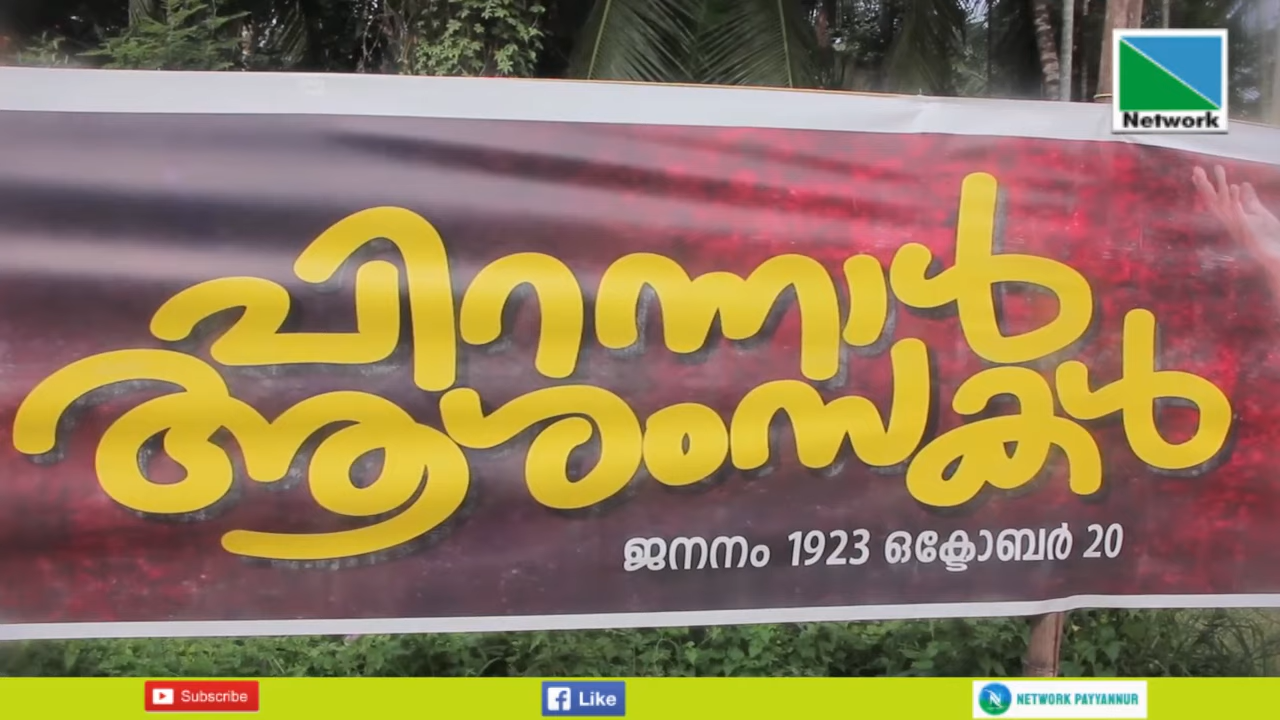 Network
പിറന്നാൾ
ആശംസകൾ
ജനനം 1923 ഒക്ടോബർ 20
Subscribe
Like
NETWORK PAYYANNUR